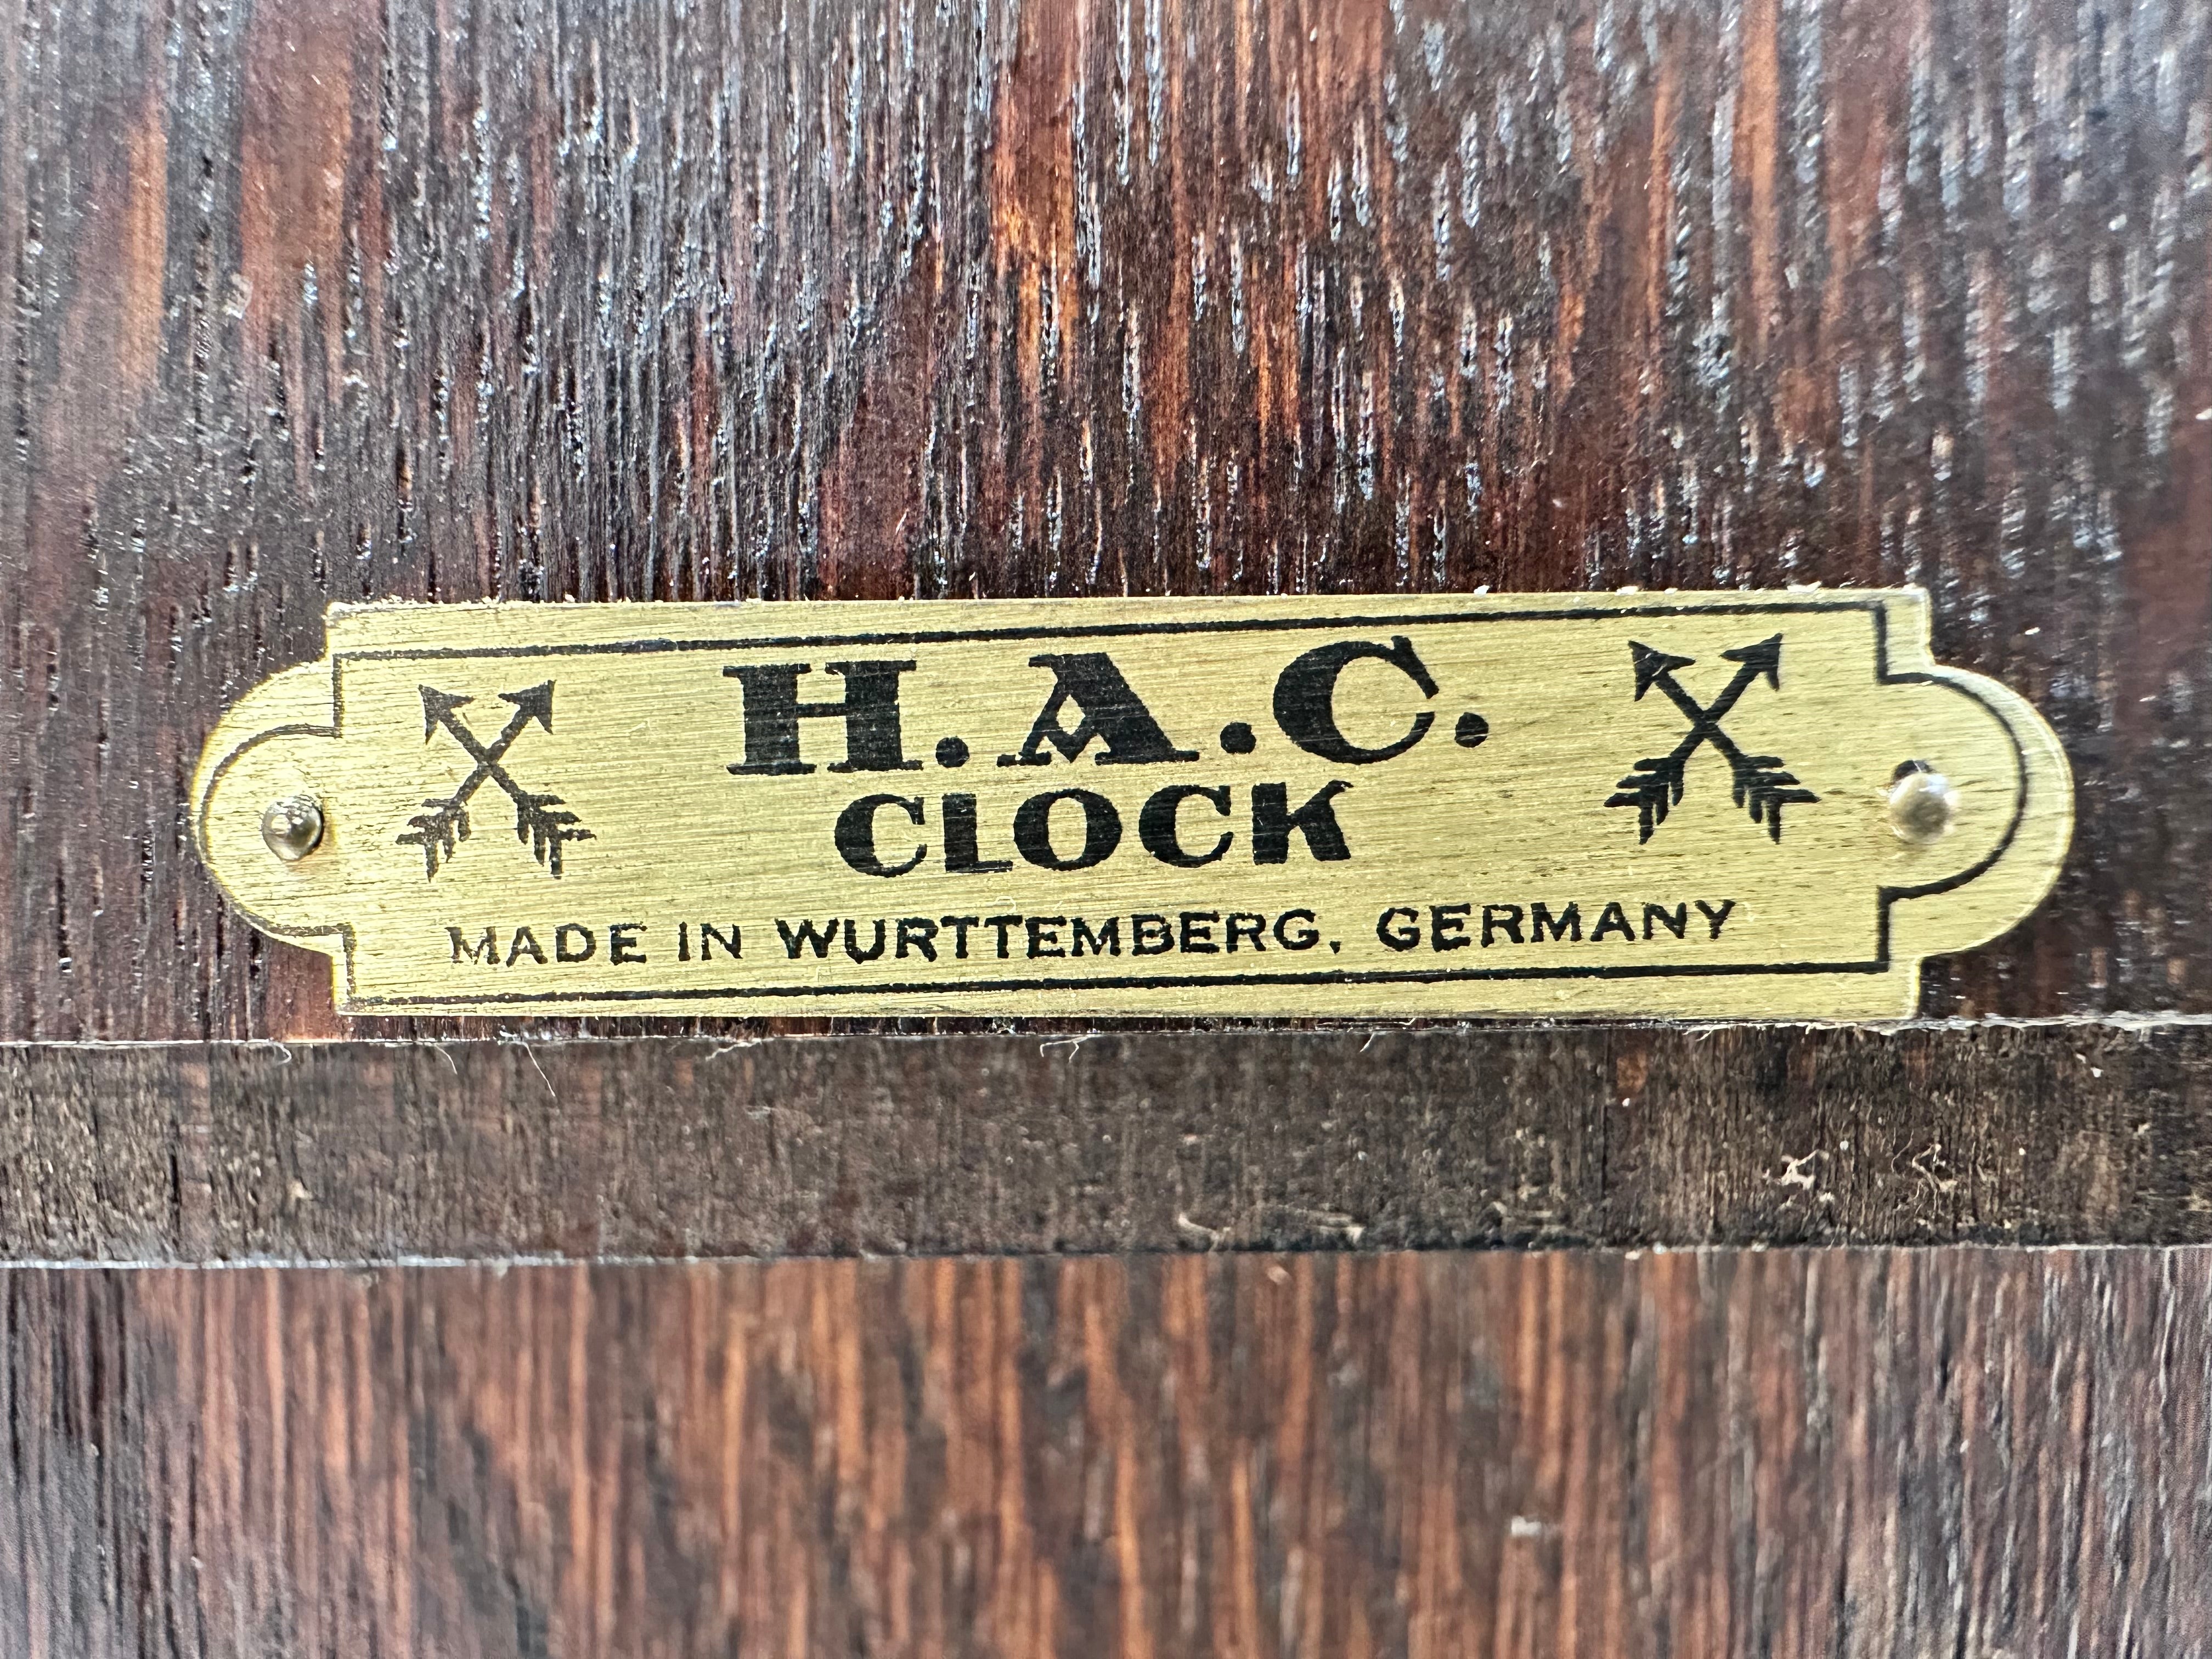 H.A.C.
CLOCK
MADE IN WURTTEMBERG, GERMANY